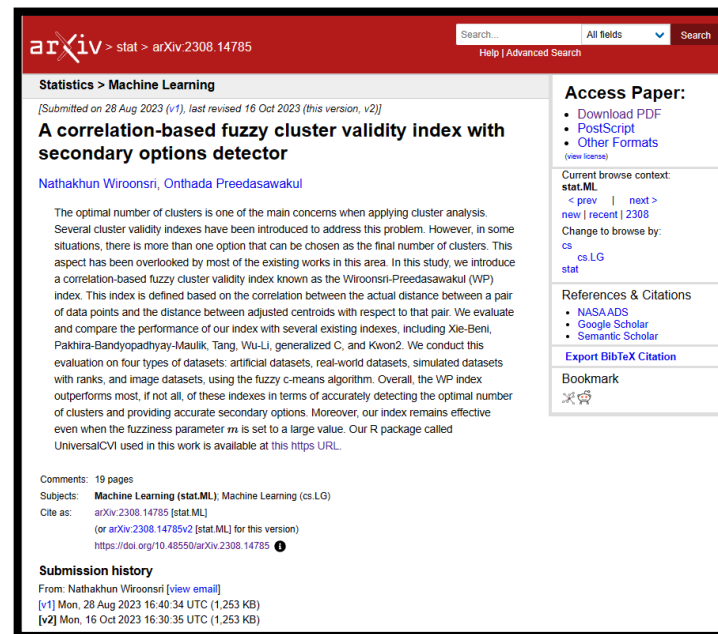 arXiv > stat > arXiv:2308.14785
Search...
All fields
Search
Help | Advanced Search
Statistics > Machine Learning
[Submitted on 28 Aug 2023 (v1), last revised 16 Oct 2023 (this version, v2)]
A correlation-based fuzzy cluster validity index with
secondary options detector
Nathakhun Wiroonsri, Onthada Preedasawakul
The optimal number of clusters is one of the main concerns when applying cluster analysis.
Several cluster validity indexes have been introduced to address this problem. However, in some
situations, there is more than one option that can be chosen as the final number of clusters. This
aspect has been overlooked by most of the existing works in this area. In this study, we introduce
a correlation-based fuzzy cluster validity index known as the Wiroonsri-Preedasawakul (WP)
index. This index is defined based on the correlation between the actual distance between a pair
of data points and the distance between adjusted centroids with respect to that pair. We evaluate
and compare the performance of our index with several existing indexes, including Xie-Beni,
Pakhira-Bandyopadhyay-Maulik, Tang, Wu-Li, generalized C, and Kwon2. We conduct this
evaluation on four types of datasets: artificial datasets, real-world datasets, simulated datasets
with ranks, and image datasets, using the fuzzy c-means algorithm. Overall, the WP index
outperforms most, if not all, of these indexes in terms of accurately detecting the optimal number
of clusters and providing accurate secondary options. Moreover, our index remains effective
even when the fuzziness parameter m is set to a large value. Our R package called
UniversalCVI used in this work is available at this https URL.
Comments: 19 pages
Subjects: Machine Learning (stat.ML); Machine Learning (cs.LG)
Cite as: arXiv:2308.14785 [stat.ML]
(or arXiv:2308.14785v2 [stat.ML] for this version)
https://doi.org/10.48550/arXiv.2308.14785
Submission history
From: Nathakhun Wiroonsri [view email]
[v1] Mon, 28 Aug 2023 16:40:34 UTC (1,253 KB)
[v2] Mon, 16 Oct 2023 16:30:35 UTC (1,253 KB)
Access Paper:
Download PDF
PostScript
Other Formats
(view license)
Current browse context:
stat.ML
< prev | next >
new | recent | 2308
Change to browse by:
cs
cs.LG
stat
References & Citations
NASA ADS
Google Scholar
Semantic Scholar
Export BibTeX Citation
Bookmark